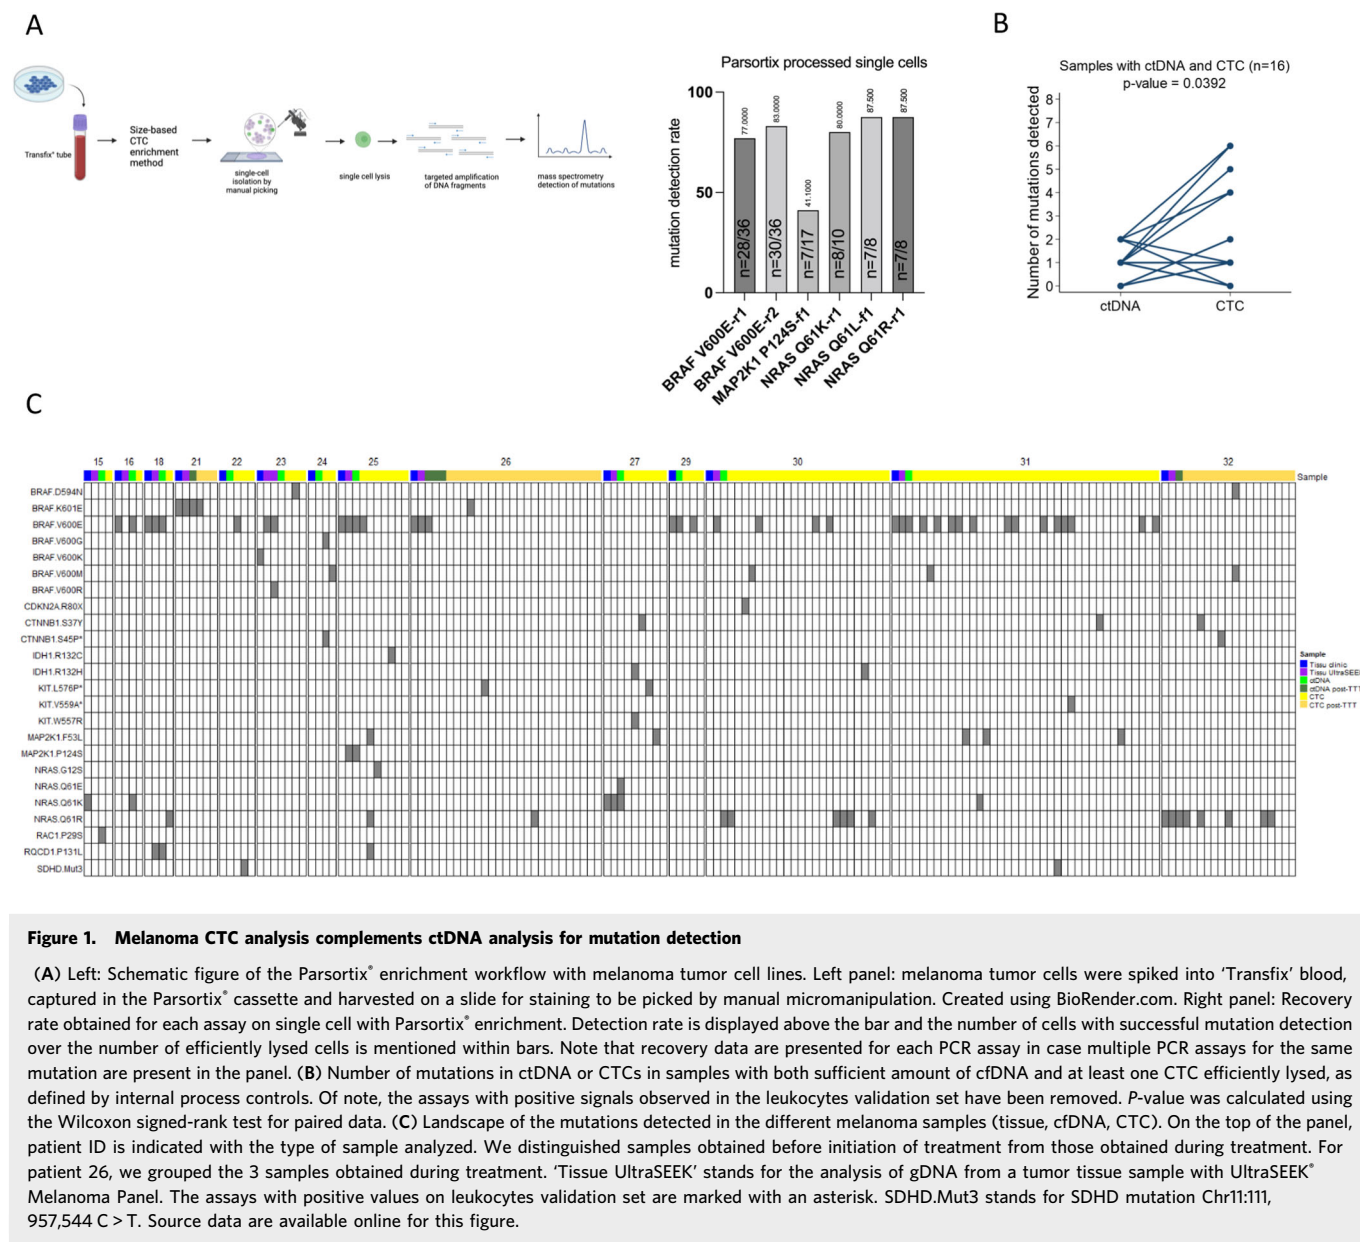 A
B
Transfix® tube
Size-based
CTC
enrichment
method
single-cell
isolation by
manual picking
single cell lysis
targeted amplification
of DNA fragments
mass spectrometry
detection of mutations
Parsortix processed single cells
mutation detection rate
100
50
0
77.0000
83.0000
41.1000
80.0000
87.500
87.500
n=28/36
n=30/36
n=7/17
n=8/10
n=7/8
n=7/8
BRAF V600E-r1
BRAF V600E-r2
MAP2K1 P124S-f1
NRAS Q61K-r1
NRAS Q61L-f1
NRAS Q61R-r1
Samples with ctDNA and CTC (n=16)
p-value = 0.0392
Number of mutations detected
8
7
6
5
4
3
2
1
0
ctDNA
CTC
C
15 16 18 21 22 23 24 25 26 27 29 30 31 32
Sample
BRAF.D594N
BRAF.K601E
BRAF.V600E
BRAF.V600G
BRAF.V600K
BRAF.V600M
BRAF.V600R
CDKN2A.R80X
CTNNB1.S37Y
CTNNB1.S45P*
IDH1.R132C
IDH1.R132H
KIT.L576P*
KIT.V559A*
KIT.W557R
MAP2K1.F53L
MAP2K1.P124S
NRAS.G12S
NRAS.Q61E
NRAS.Q61K
NRAS.Q61R
RAC1.P29S
RQCD1.P131L
SDHD.Mut3
Sample
Tissu clinic
Tissu UltraSEEK
ctDNA
ctDNA post-TTT
CTC
CTC post-TTT
Figure 1. Melanoma CTC analysis complements ctDNA analysis for mutation detection
(A) Left: Schematic figure of the Parsortix® enrichment workflow with melanoma tumor cell lines. Left panel: melanoma tumor cells were spiked into ‘Transfix’ blood,
captured in the Parsortix® cassette and harvested on a slide for staining to be picked by manual micromanipulation. Created using BioRender.com. Right panel: Recovery
rate obtained for each assay on single cell with Parsortix® enrichment. Detection rate is displayed above the bar and the number of cells with successful mutation detection
over the number of efficiently lysed cells is mentioned within bars. Note that recovery data are presented for each PCR assay in case multiple PCR assays for the same
mutation are present in the panel. (B) Number of mutations in ctDNA or CTCs in samples with both sufficient amount of cfDNA and at least one CTC efficiently lysed, as
defined by internal process controls. Of note, the assays with positive signals observed in the leukocytes validation set have been removed. P-value was calculated using
the Wilcoxon signed-rank test for paired data. (C) Landscape of the mutations detected in the different melanoma samples (tissue, cfDNA, CTC). On the top of the panel,
patient ID is indicated with the type of sample analyzed. We distinguished samples obtained before initiation of treatment from those obtained during treatment. For
patient 26, we grouped the 3 samples obtained during treatment. ‘Tissue UltraSEEK’ stands for the analysis of gDNA from a tumor tissue sample with UltraSEEK®
Melanoma Panel. The assays with positive values on leukocytes validation set are marked with an asterisk. SDHD.Mut3 stands for SDHD mutation Chr11:111,
957,544 C > T. Source data are available online for this figure.